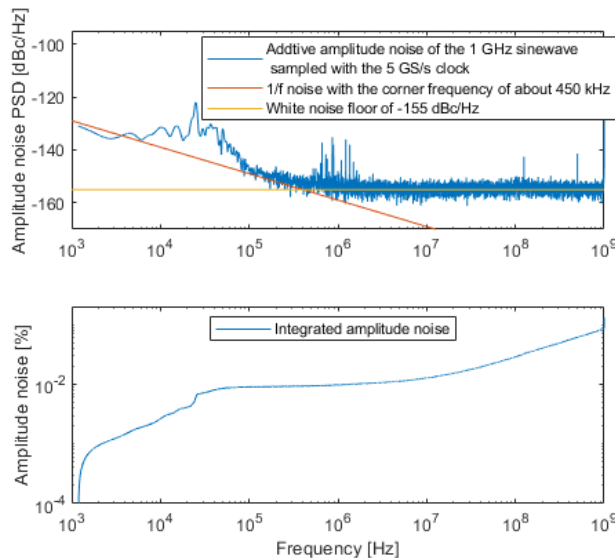 Amplitude noise PSD [dBc/Hz]
-100
-120
-140
-160
Addtive amplitude noise of the 1 GHz sinewave
sampled with the 5 GS/s clock
1/f noise with the corner frequency of about 450 kHz
White noise floor of -155 dBc/Hz
10³ 10⁴ 10⁵ 10⁶ 10⁷ 10⁸ 10⁹
Amplitude noise [%]
10⁻²
10⁻⁴
Integrated amplitude noise
10³ 10⁴ 10⁵ 10⁶ 10⁷ 10⁸ 10⁹
Frequency [Hz]